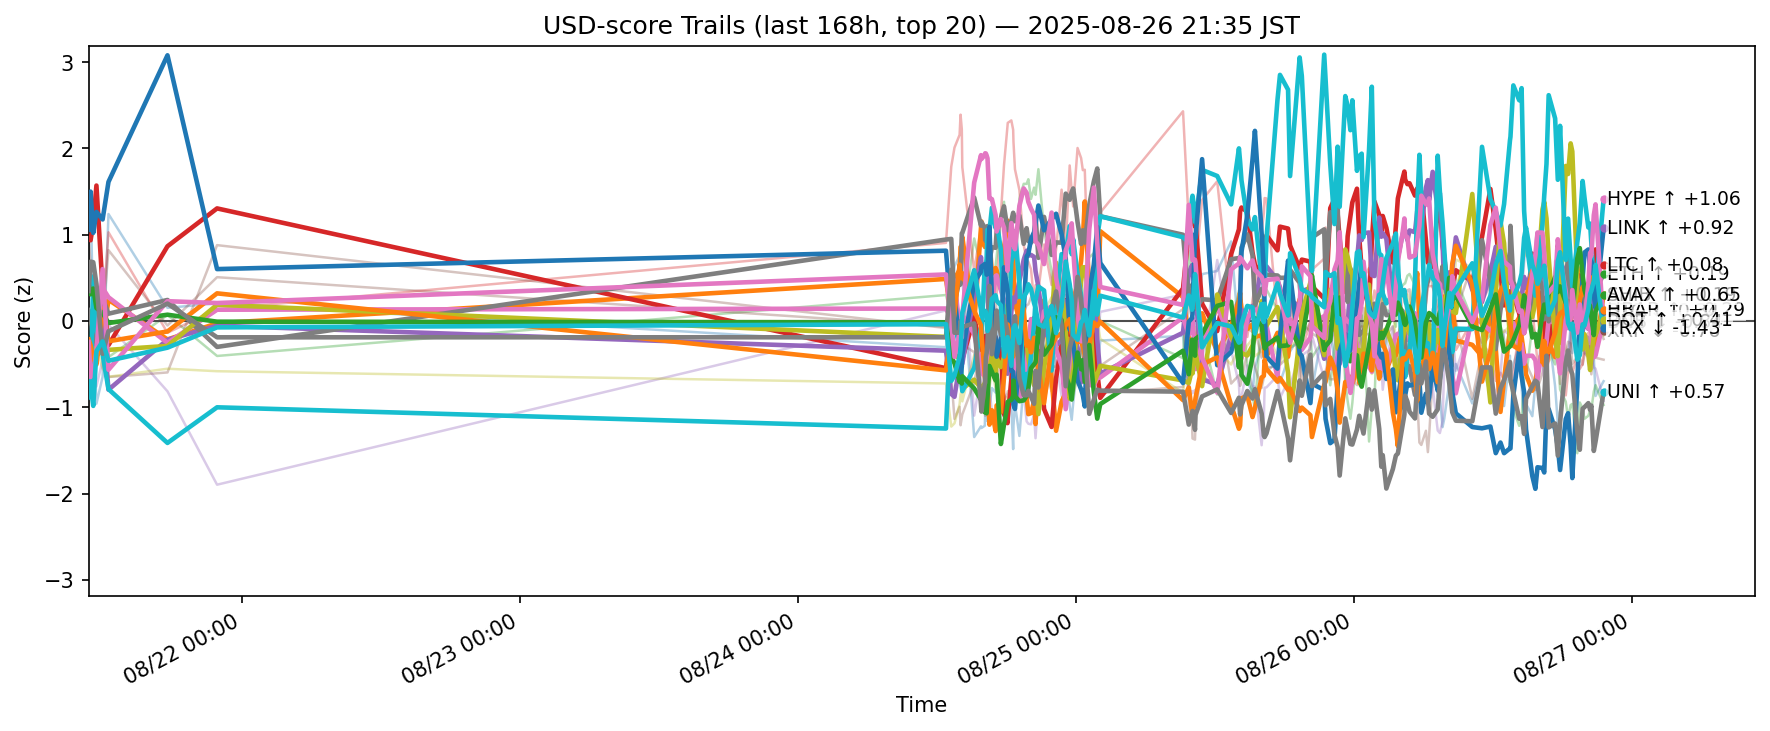 USD-score Trails (last 168h, top 20) — 2025-08-26 21:35 JST
Score (z)
3
2
1
0
−1
−2
−3
HYPE ↑ +1.06
LINK ↑ +0.92
LTC ↑ +0.08
ETH ↑ +0.19
AVAX ↑ +0.65
TRX ↓ -1.43
UNI ↑ +0.57
08/22 00:00
08/23 00:00
08/24 00:00
08/25 00:00
08/26 00:00
08/27 00:00
Time